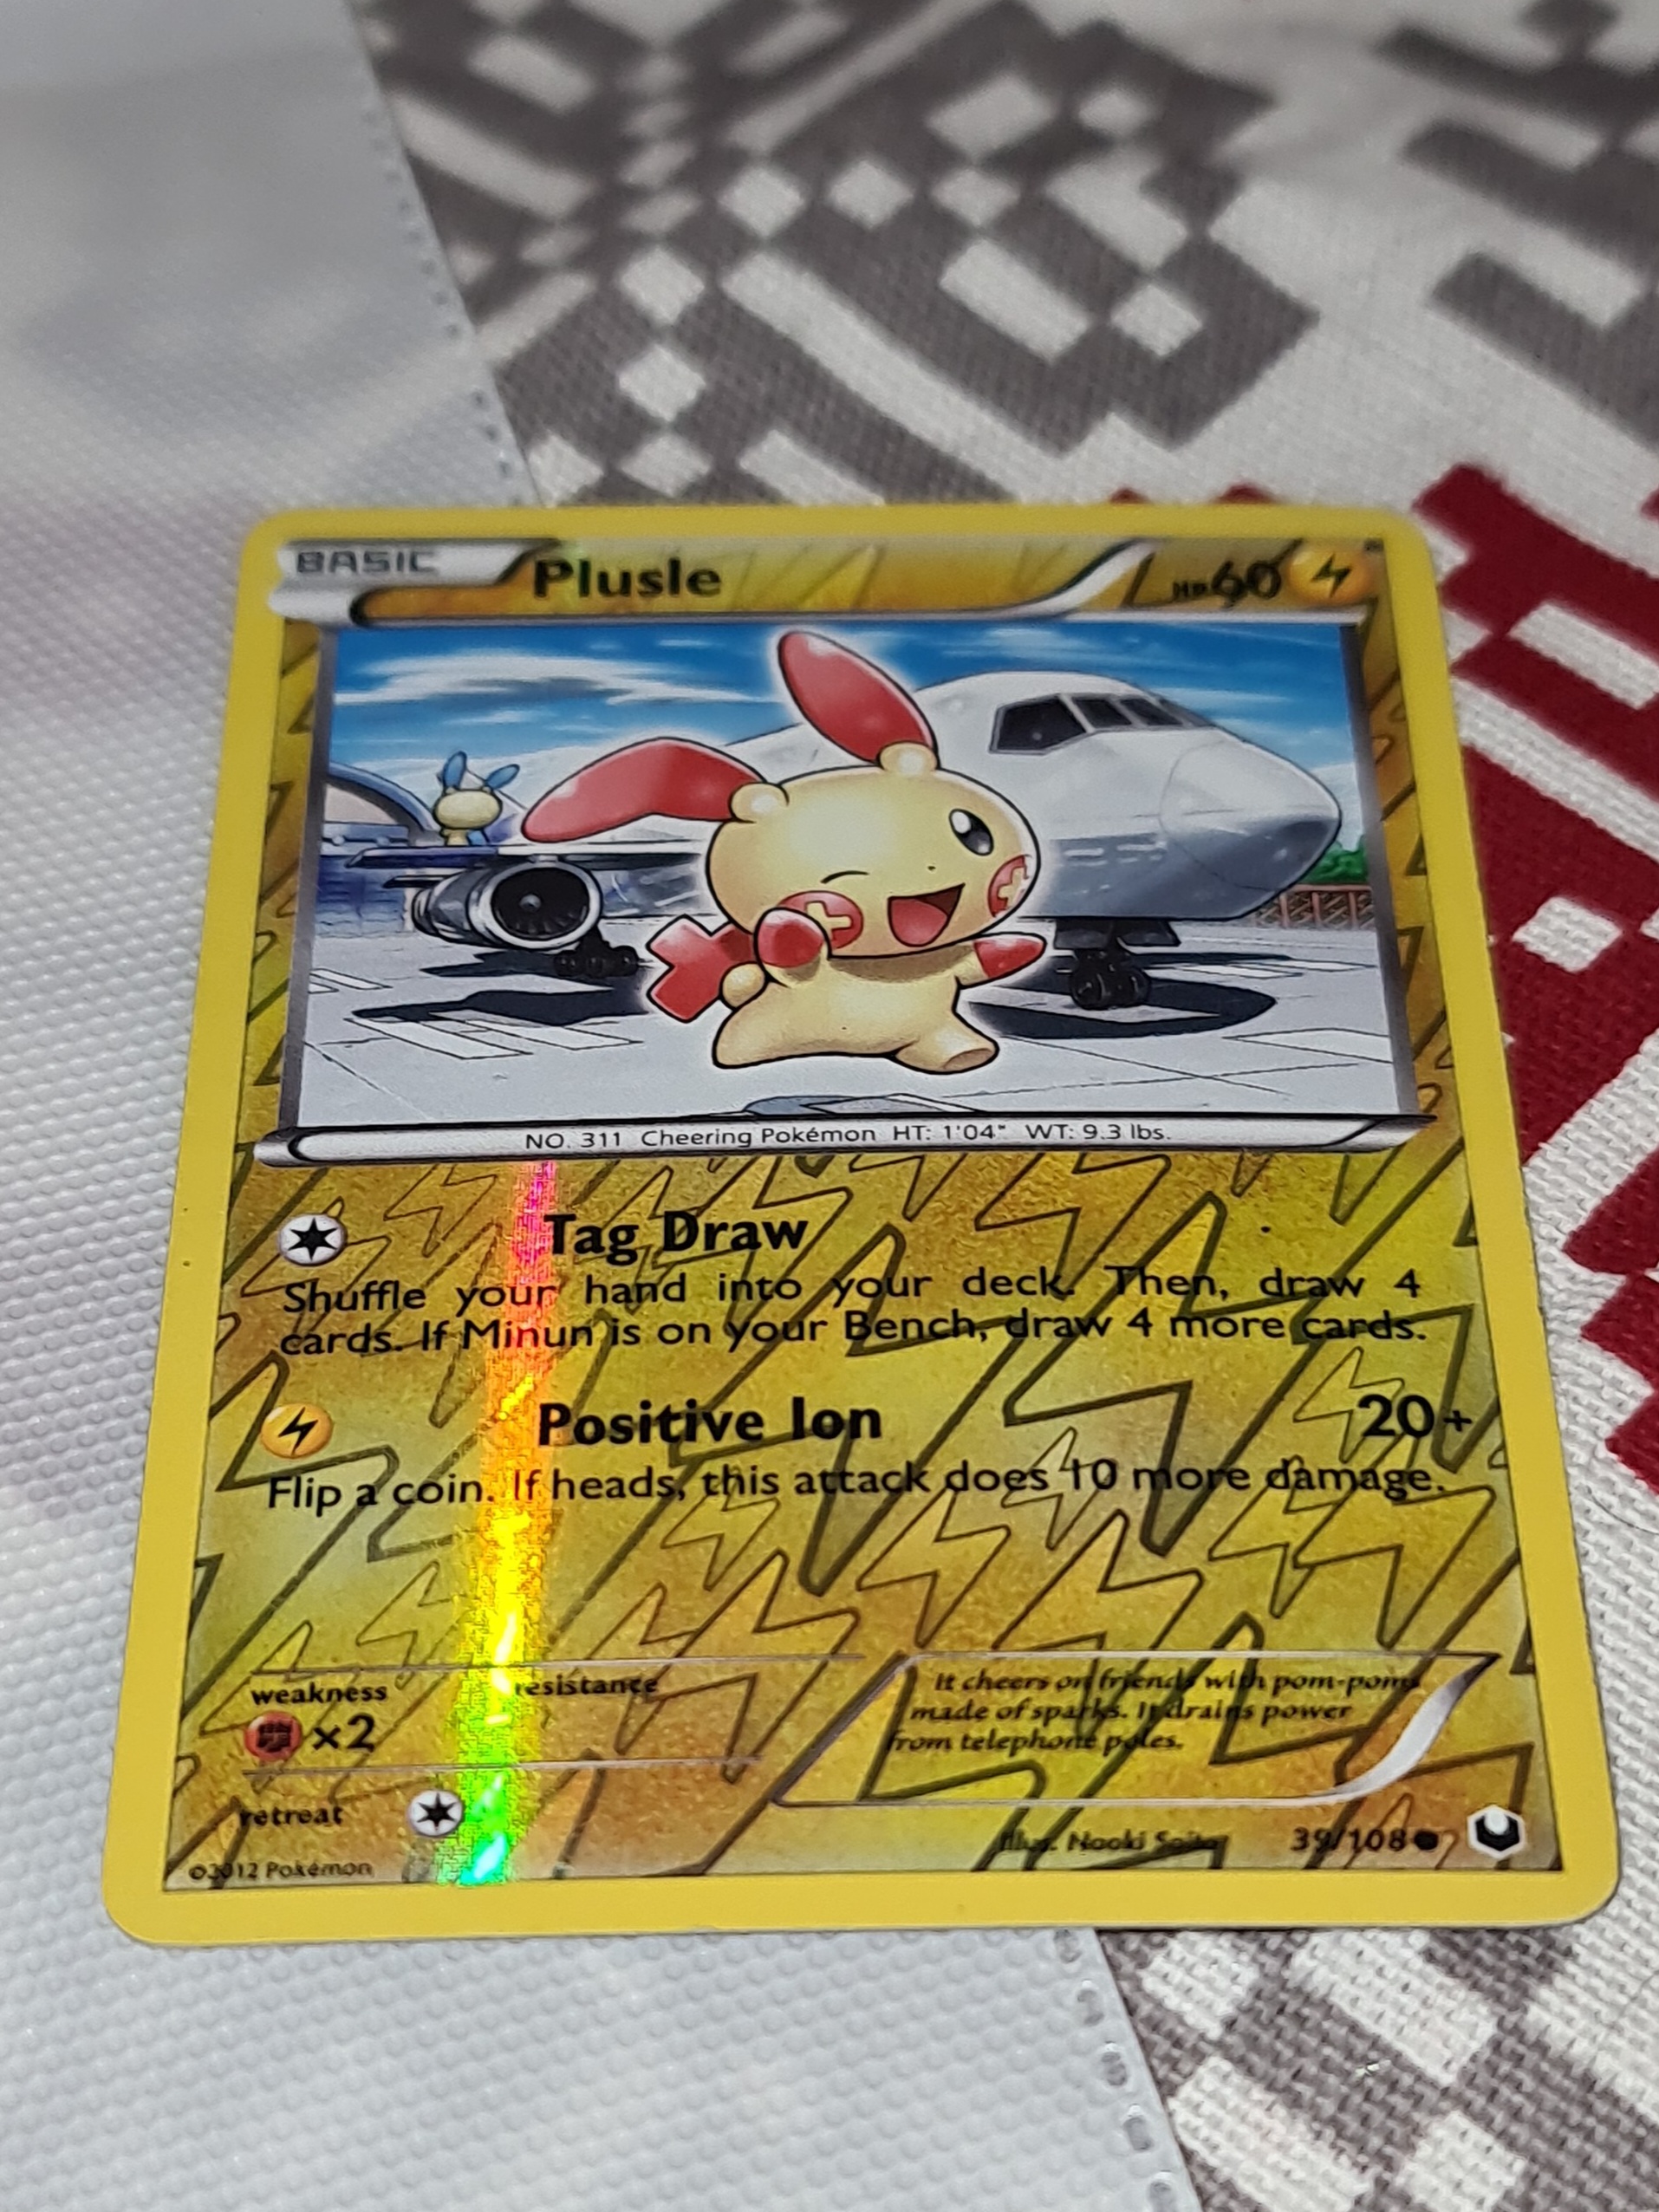 BASIC Plusle HP60
NO. 311 Cheering Pokémon HT: 1'04" WT: 9.3 lbs.
Tag Draw
Shuffle your hand into your deck. Then, draw 4
cards. If Minun is on your Bench, draw 4 more cards.
Positive Ion 20+
Flip a coin. If heads, this attack does 10 more damage.
weakness resistance
×2
It cheers on friends with pom-poms
made of sparks. It drains power
from telephone poles.
retreat
Illus. Naoki Saito 39/108
©2012 Pokémon